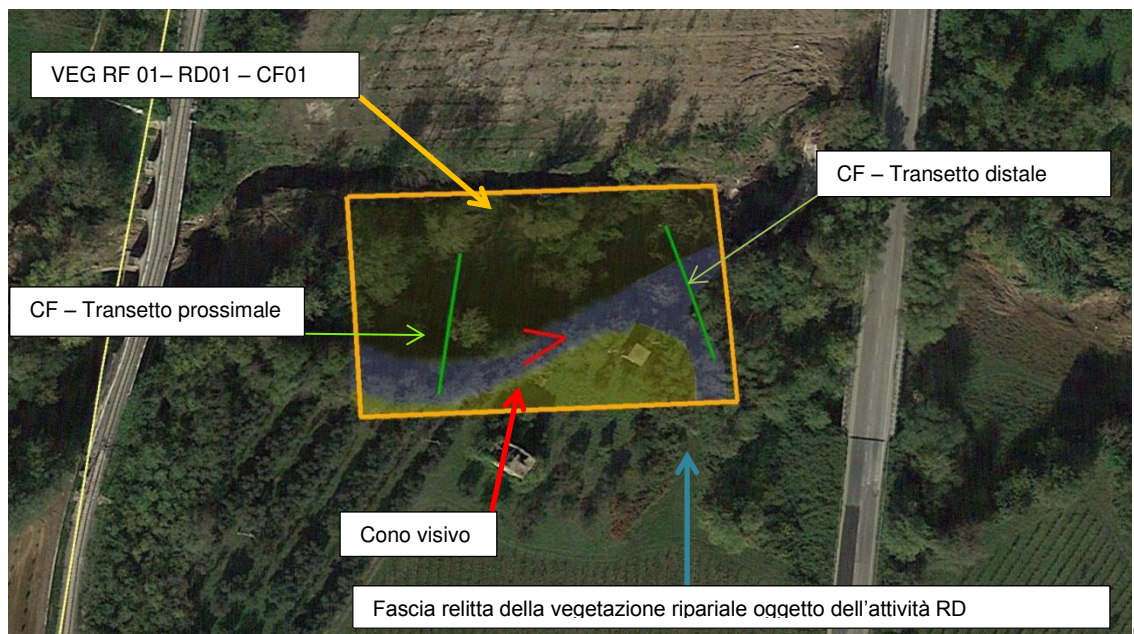 VEG RF 01– RD01 – CF01
CF – Transetto distale
CF – Transetto prossimale
Cono visivo
Fascia relitta della vegetazione ripariale oggetto dell'attività RD